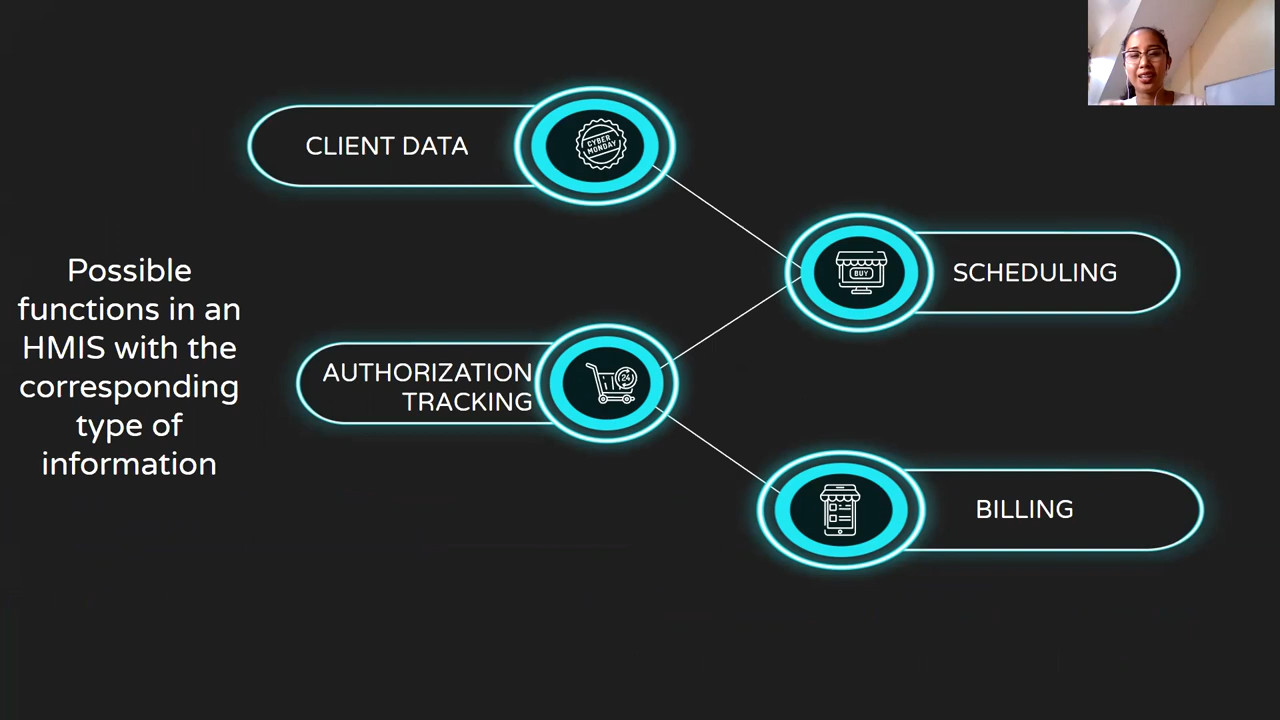 CLIENT DATA
CYBER
MONDAY
Possible
functions in an
HMIS with the
corresponding
type of
information
BUY
SCHEDULING
AUTHORIZATION
TRACKING
24
BILLING